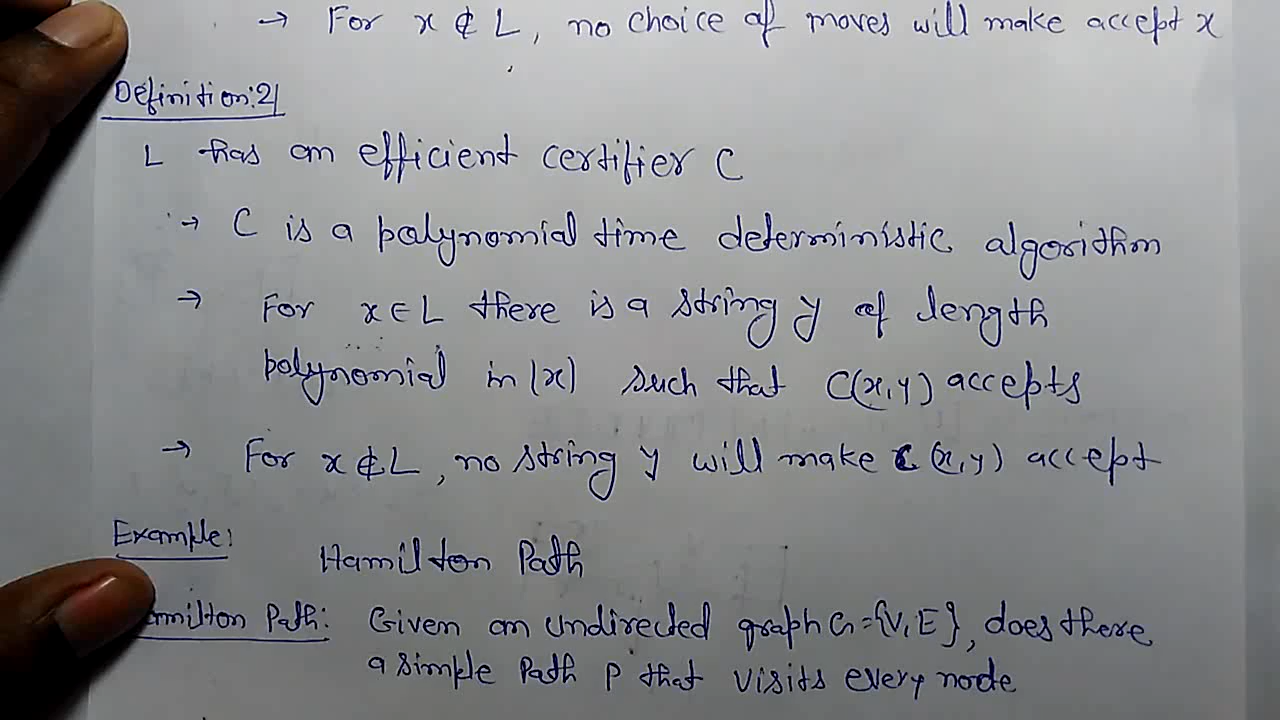 → For x ∉ L, no choice of moves will make accept x
Definition:2/
L has an efficient certifier C
→ C is a polynomial time deterministic algorithm
→ For x ∈ L there is a string y of length
polynomial in |x| such that C(x,y) accepts
→ For x ∉ L, no string y will make C(x,y) accept
Example: Hamilton Path
milton Path: Given an undirected graph G={V,E}, does there
a simple Path P that visits every node